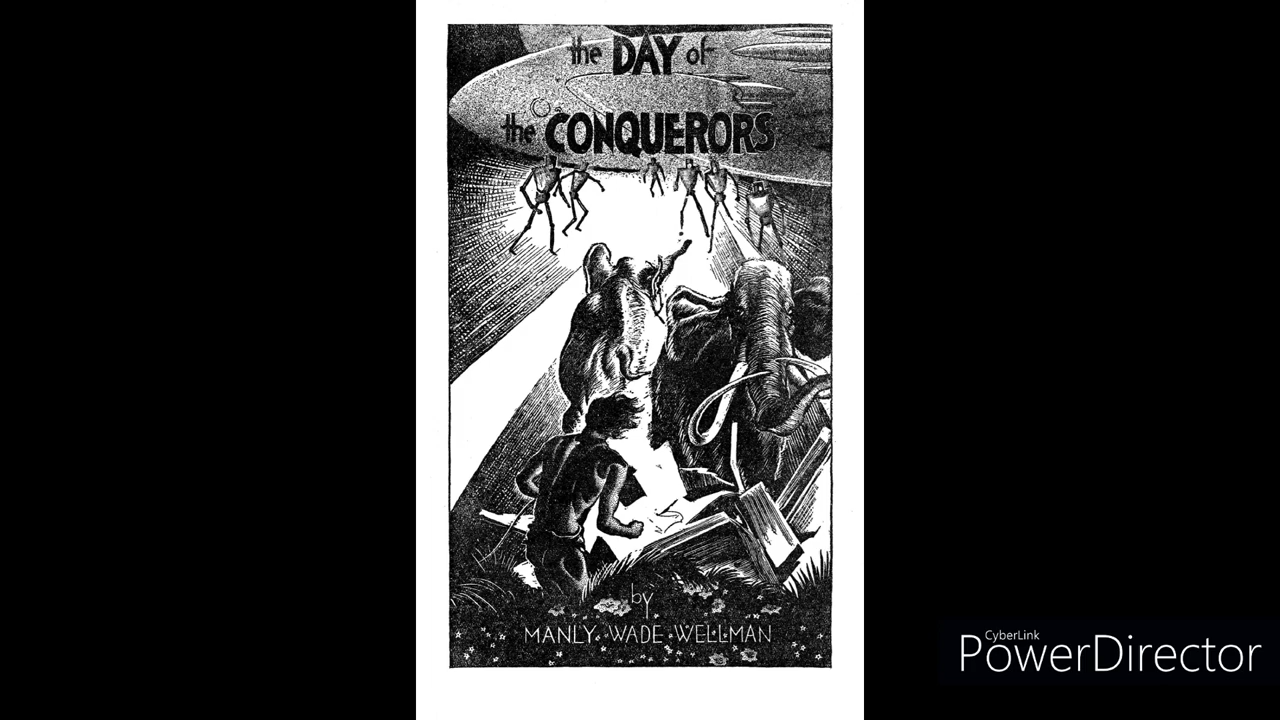 the DAY of
the CONQUERORS
by
MANLY WADE WELLMAN
CyberLink
PowerDirector